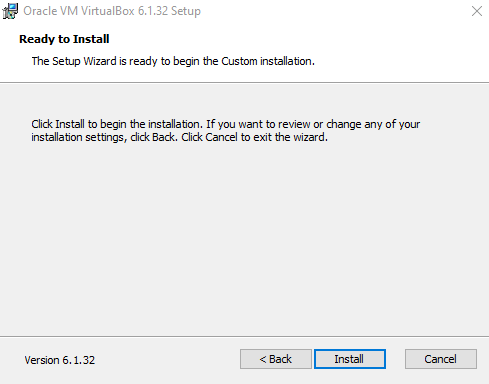 Oracle VM VirtualBox 6.1.32 Setup
Ready to Install
The Setup Wizard is ready to begin the Custom installation.
Click Install to begin the installation. If you want to review or change any of your
installation settings, click Back. Click Cancel to exit the wizard.
Version 6.1.32
< Back
Install
Cancel